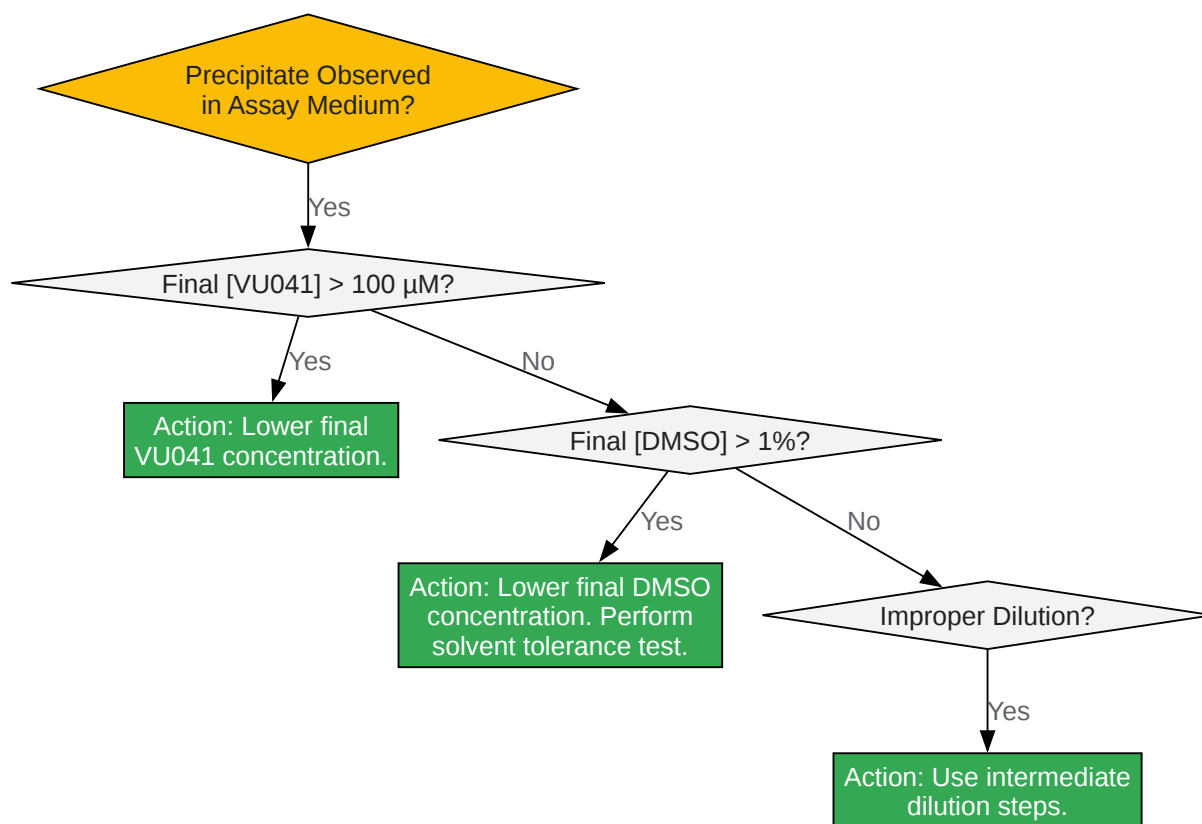 Precipitate Observed
in Assay Medium?
Yes
Final [VU041] > 100 µM?
Yes
No
Action: Lower final
VU041 concentration.
Final [DMSO] > 1%?
Yes
No
Action: Lower final DMSO
concentration. Perform
solvent tolerance test.
Improper Dilution?
Yes
Action: Use intermediate
dilution steps.